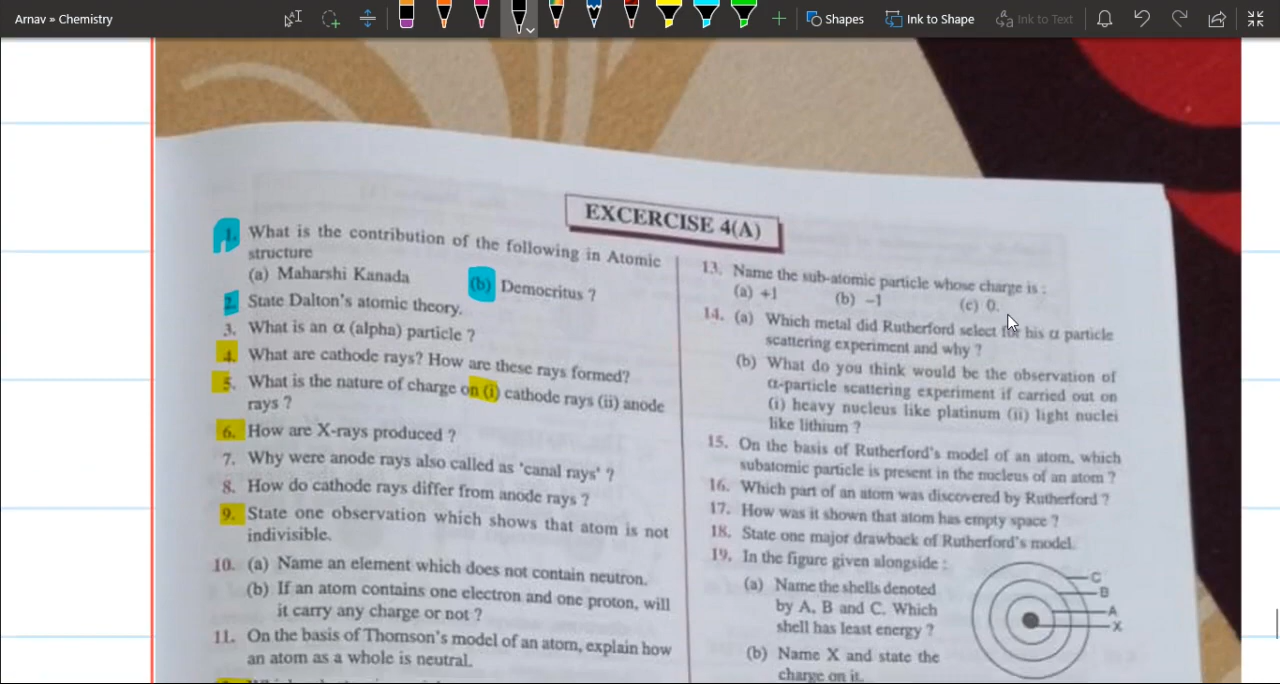 Arnav » Chemistry
Shapes
Ink to Shape
Ink to Text
EXCERCISE 4(A)
1. What is the contribution of the following in Atomic
structure
(a) Maharshi Kanada (b) Democritus ?
2. State Dalton's atomic theory.
3. What is an α (alpha) particle ?
4. What are cathode rays? How are these rays formed?
5. What is the nature of charge on (i) cathode rays (ii) anode
rays ?
6. How are X-rays produced ?
7. Why were anode rays also called as 'canal rays' ?
8. How do cathode rays differ from anode rays ?
9. State one observation which shows that atom is not
indivisible.
10. (a) Name an element which does not contain neutron.
(b) If an atom contains one electron and one proton, will
it carry any charge or not ?
11. On the basis of Thomson's model of an atom, explain how
an atom as a whole is neutral.
13. Name the sub-atomic particle whose charge is :
(a) +1 (b) −1 (c) 0.
14. (a) Which metal did Rutherford select for his α particle
scattering experiment and why ?
(b) What do you think would be the observation of
α-particle scattering experiment if carried out on
(i) heavy nucleus like platinum (ii) light nuclei
like lithium ?
15. On the basis of Rutherford's model of an atom, which
subatomic particle is present in the nucleus of an atom ?
16. Which part of an atom was discovered by Rutherford ?
17. How was it shown that atom has empty space ?
18. State one major drawback of Rutherford's model.
19. In the figure given alongside :
(a) Name the shells denoted
by A, B and C. Which
shell has least energy ?
(b) Name X and state the
charge on it.
C
B
A
X